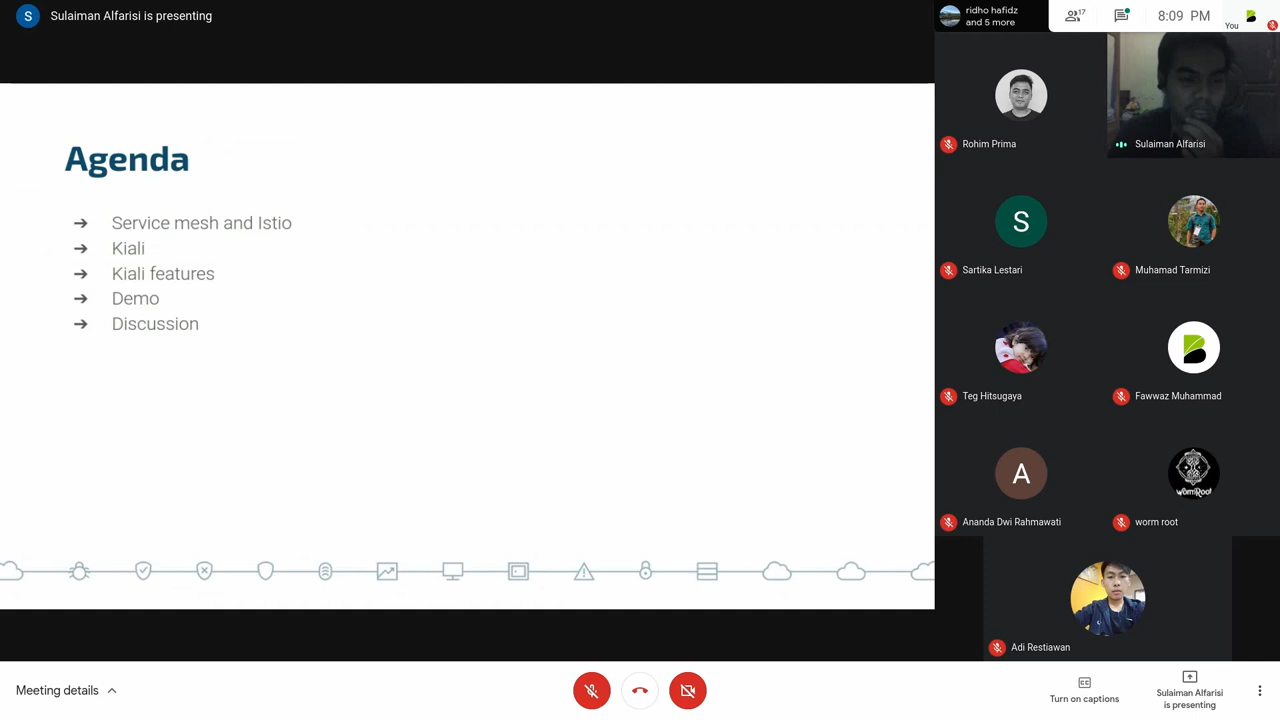 S
Sulaiman Alfarisi is presenting
ridho hafidz
and 5 more
17
8:09 PM
You
Agenda
➔ Service mesh and Istio
➔ Kiali
➔ Kiali features
➔ Demo
➔ Discussion
Rohim Prima
Sulaiman Alfarisi
S
Sartika Lestari
Muhamad Tarmizi
Teg Hitsugaya
Fawwaz Muhammad
A
Ananda Dwi Rahmawati
wormRoot
worm root
Adi Restiawan
Meeting details
CC
Turn on captions
Sulaiman Alfarisi
is presenting